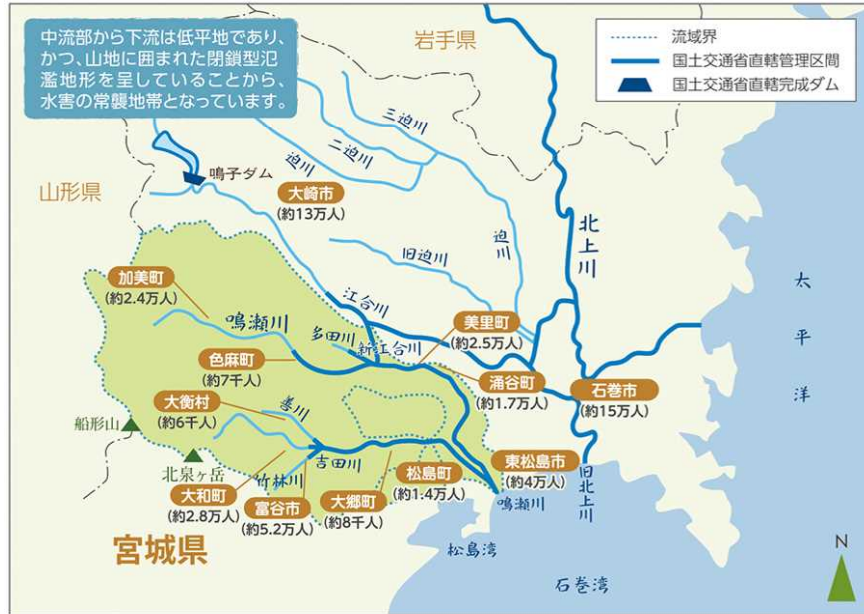 中流部から下流は低平地であり、
かつ、山地に囲まれた閉鎖型氾
濫地形を呈していることから、
水害の常襲地帯となっています。
岩手県
流域界
国土交通省直轄管理区間
国土交通省直轄完成ダム
三迫川
二迫川
迫川
鳴子ダム
山形県
大崎市
(約13万人)
北上川
迫川
旧迫川
太平洋
加美町
(約2.4万人)
江合川
鳴瀬川
多田川
新江合川
美里町
(約2.5万人)
色麻町
(約7千人)
涌谷町
(約1.7万人)
石巻市
(約15万人)
大衡村
(約6千人)
善川
船形山
北泉ヶ岳
吉田川
竹林川
松島町
(約1.4万人)
東松島市
(約4万人)
旧北上川
大和町
(約2.8万人)
富谷市
(約5.2万人)
大郷町
(約8千人)
鳴瀬川
宮城県
松島湾
石巻湾
N